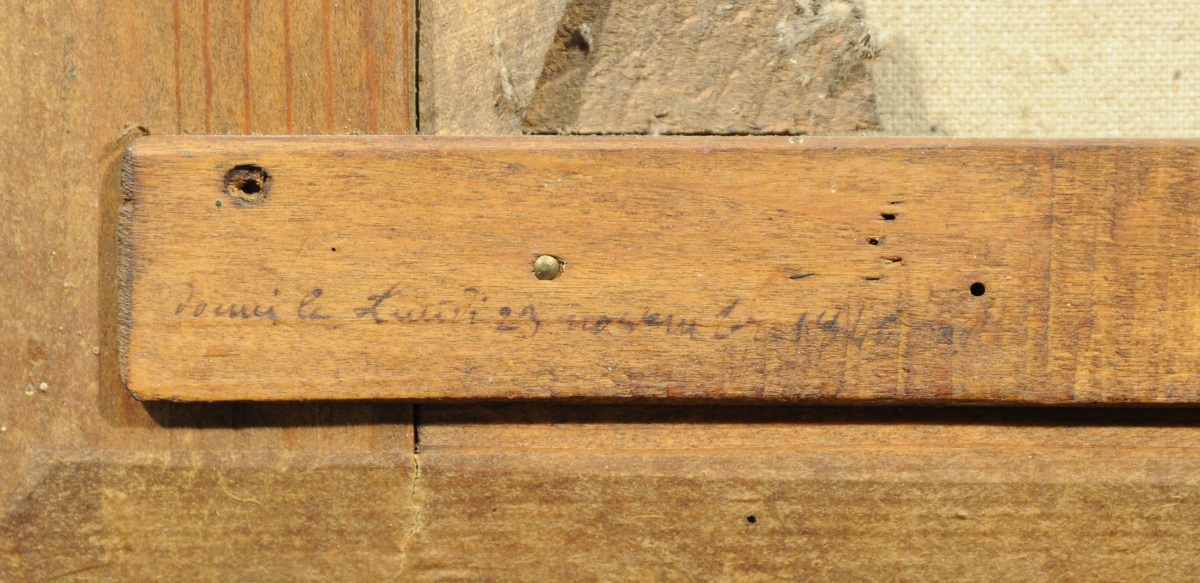 donné le Lundi 23 novembre